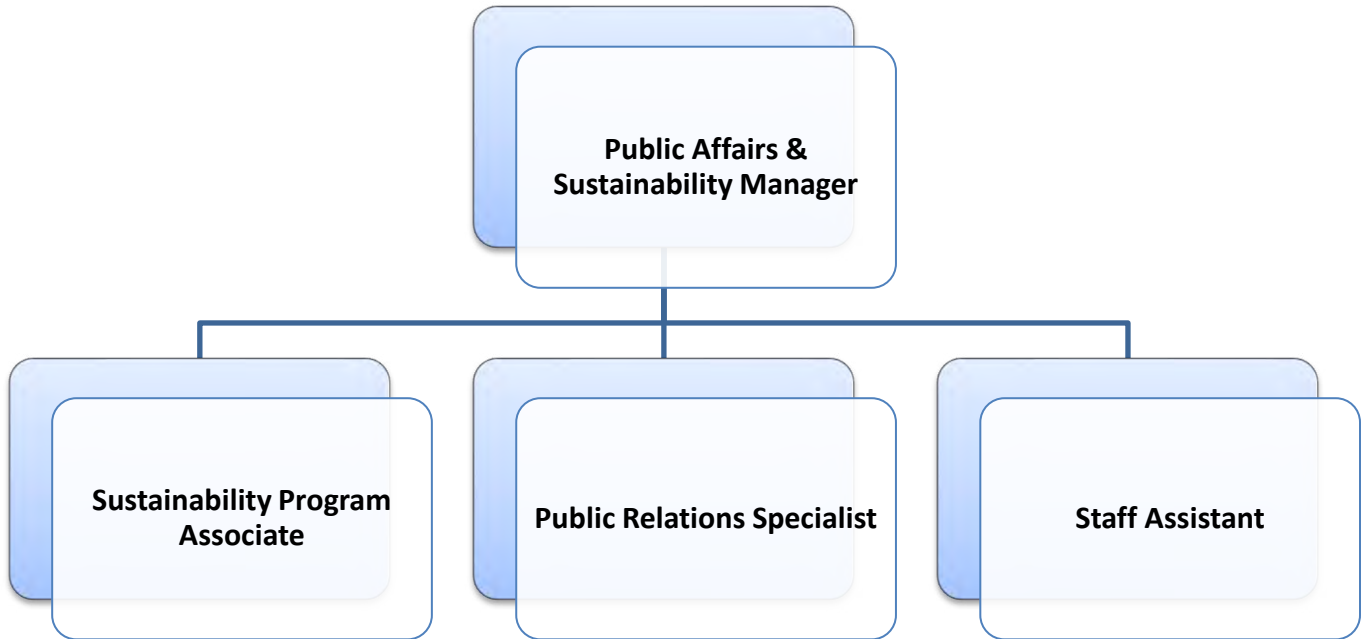 Public Affairs &
Sustainability Manager
Sustainability Program
Associate
Public Relations Specialist
Staff Assistant